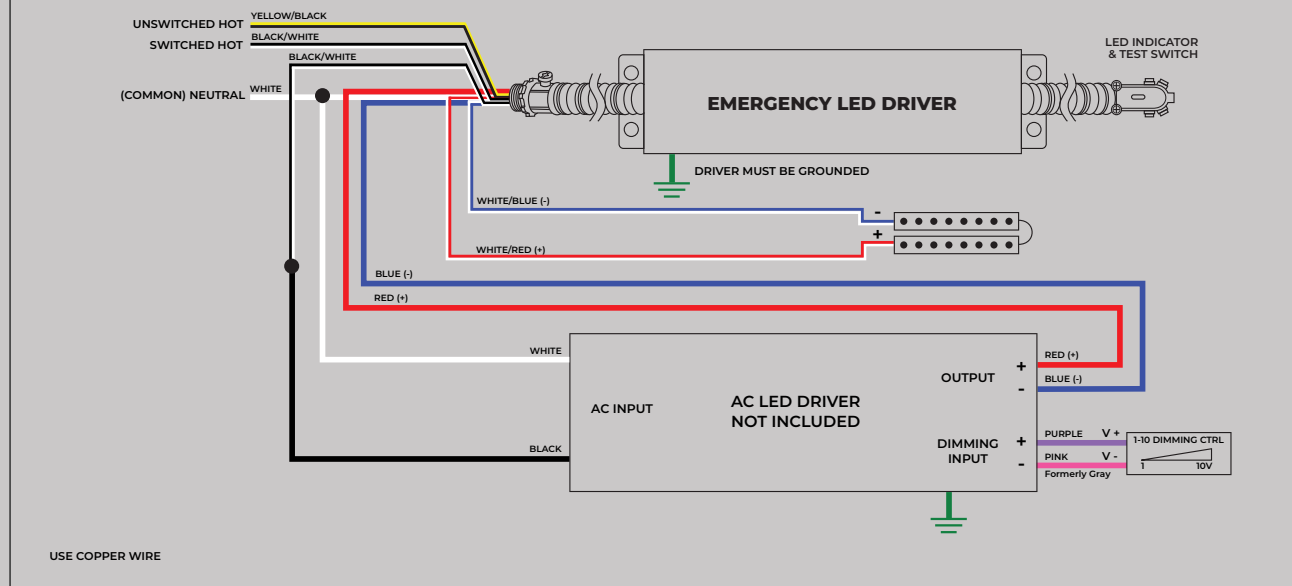 UNSWITCHED HOT
YELLOW/BLACK
SWITCHED HOT
BLACK/WHITE
BLACK/WHITE
(COMMON) NEUTRAL
WHITE
EMERGENCY LED DRIVER
LED INDICATOR
& TEST SWITCH
DRIVER MUST BE GROUNDED
WHITE/BLUE (-)
-
WHITE/RED (+)
+
BLUE (-)
RED (+)
WHITE
AC INPUT
BLACK
AC LED DRIVER
NOT INCLUDED
OUTPUT
+
-
RED (+)
BLUE (-)
DIMMING
INPUT
+
-
PURPLE V +
PINK V -
Formerly Gray
1-10 DIMMING CTRL
1 10V
USE COPPER WIRE